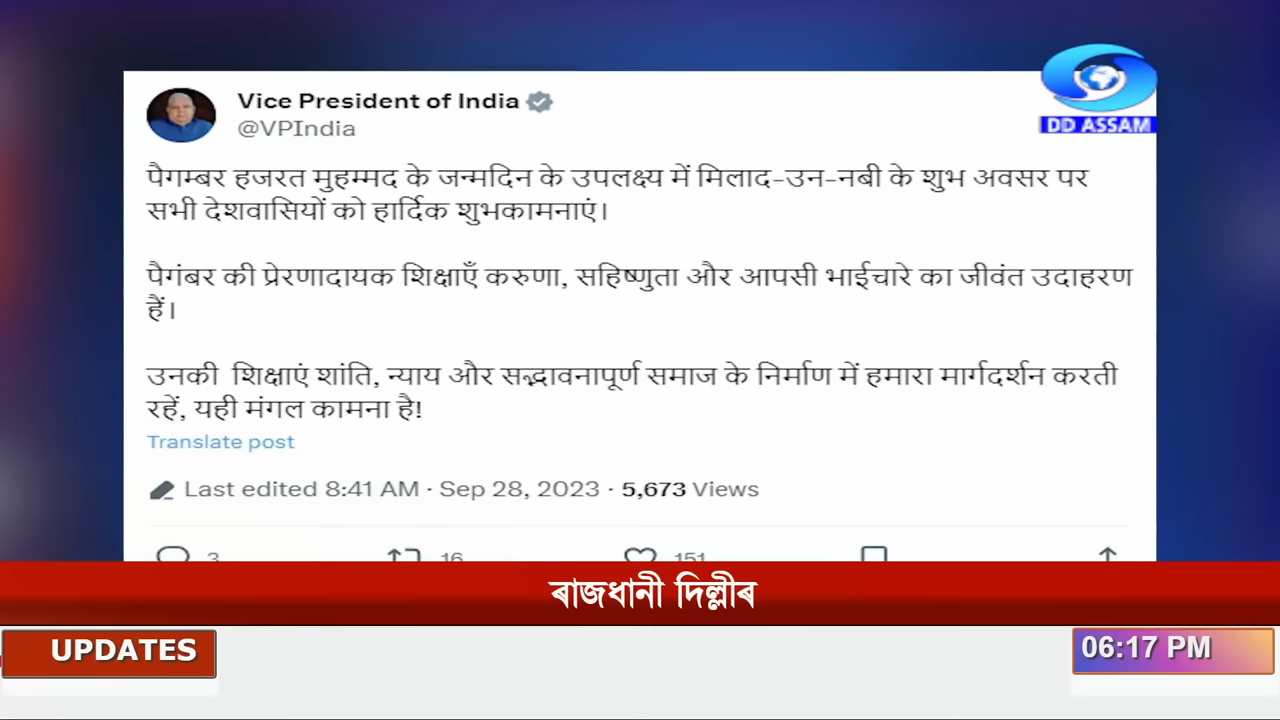 Vice President of India
@VPIndia
DD ASSAM
पैगम्बर हजरत मुहम्मद के जन्मदिन के उपलक्ष्य में मिलाद-उन-नबी के शुभ अवसर पर
सभी देशवासियों को हार्दिक शुभकामनाएं।
पैगंबर की प्रेरणादायक शिक्षाएँ करुणा, सहिष्णुता और आपसी भाईचारे का जीवंत उदाहरण
हैं।
उनकी शिक्षाएं शांति, न्याय और सद्भावनापूर्ण समाज के निर्माण में हमारा मार्गदर्शन करती
रहें, यही मंगल कामना है!
Translate post
Last edited 8:41 AM · Sep 28, 2023 · 5,673 Views
3 16 151
ৰাজধানী দিল্লীৰ
UPDATES
06:17 PM